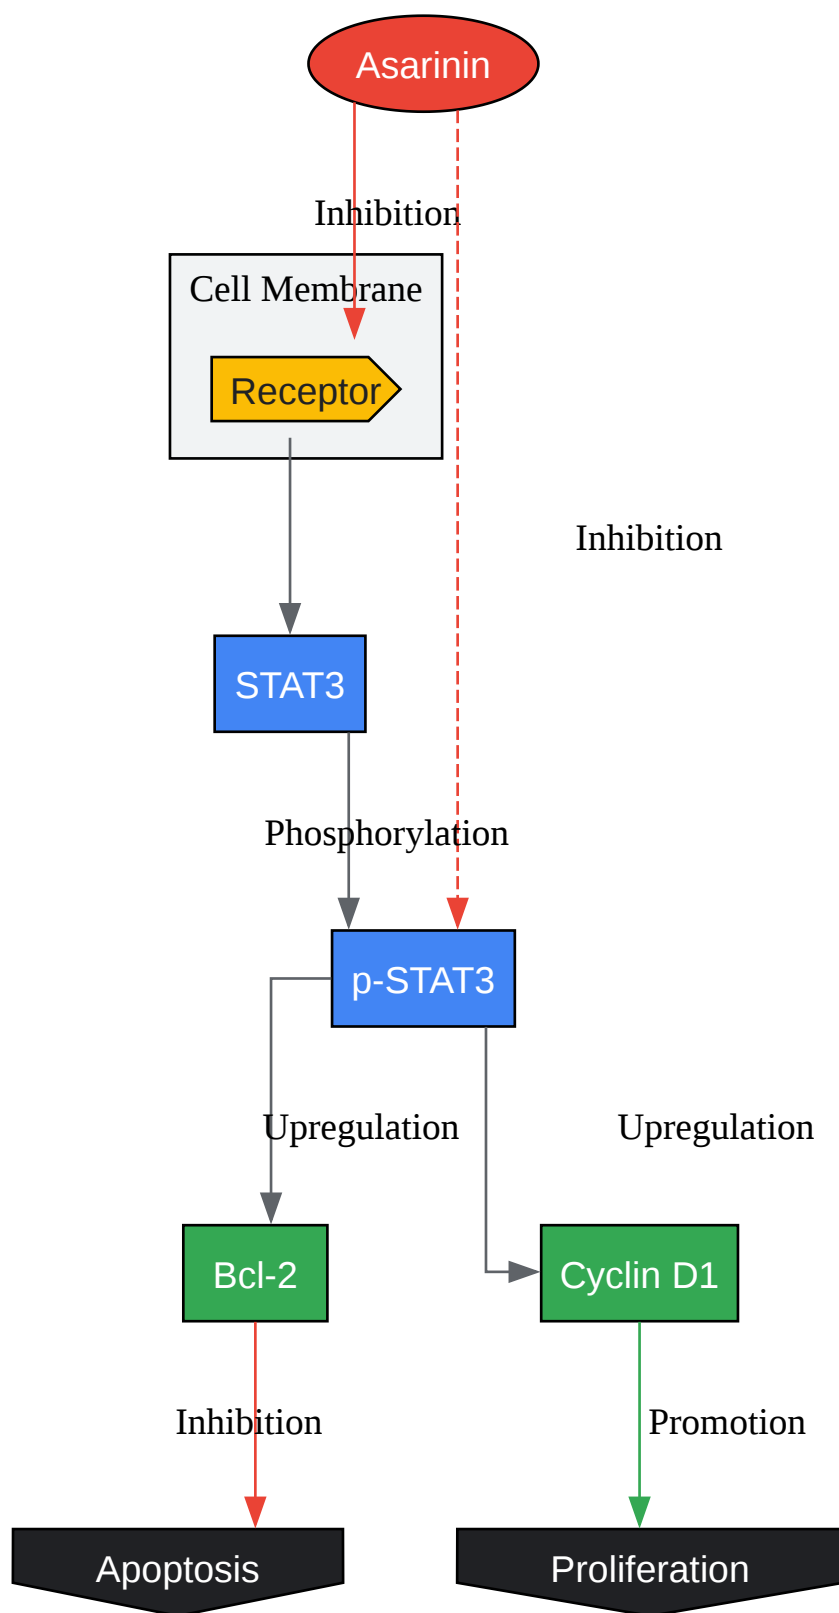 Asarinin
Inhibition
Cell Membrane
Receptor
Inhibition
STAT3
Phosphorylation
p-STAT3
Upregulation
Upregulation
Bcl-2
Cyclin D1
Inhibition
Promotion
Apoptosis
Proliferation